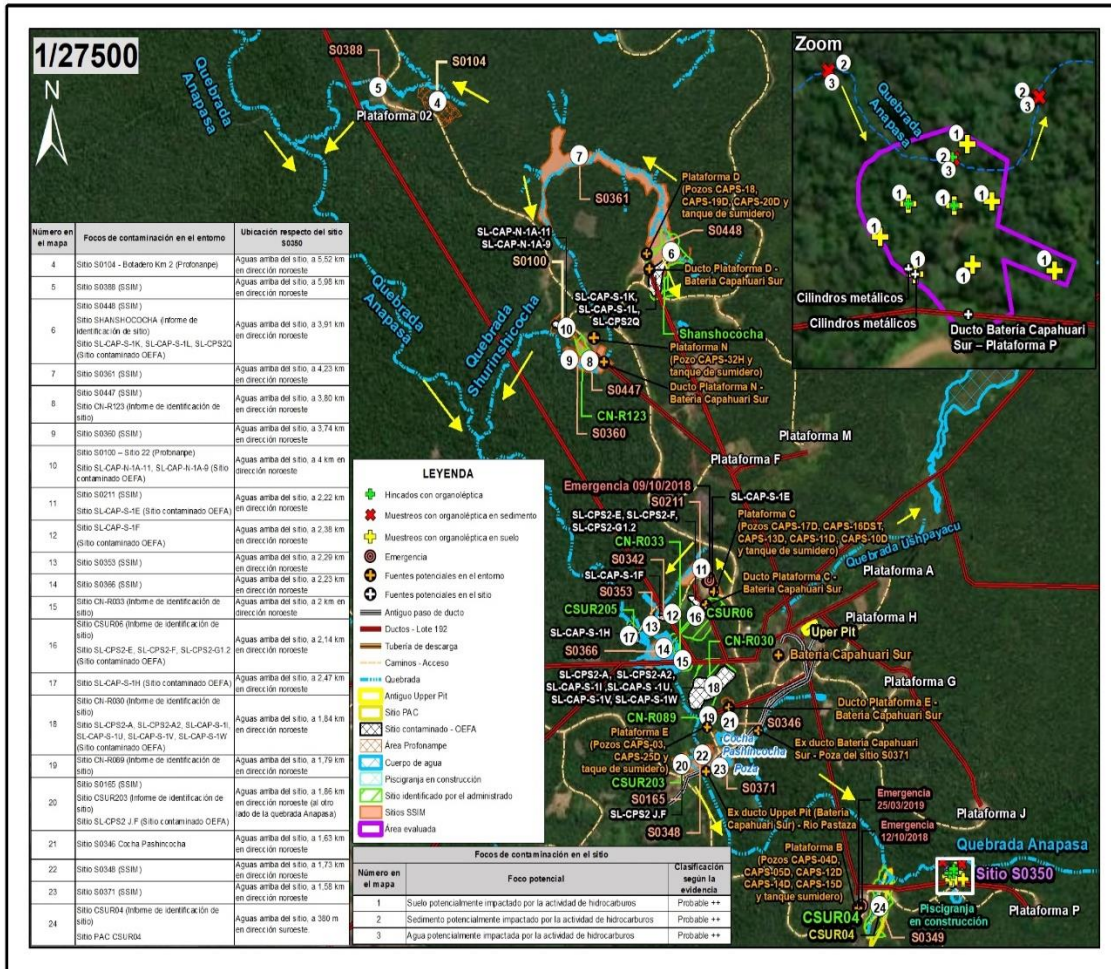 1/27500
N
S0388
S0104
5
4
Quebrada
Anapasa
Plataforma 02
7
S0361
Plataforma D
(Pozos CAPS-18,
CAPS-19D, CAPS-20D y
tanque de sumidero)
SL-CAP-N-1A-11
SL-CAP-N-1A-9
S0100
6
S0448
Ducto Plataforma D -
Batería Capahuari Sur
SL-CAP-S-1K,
SL-CAP-S-1L,
SL-CPS2Q
Shanshococha
Quebrada
Anapasa
Quebrada
Shurinshicocha
10
9
8
Plataforma N
(Pozo CAPS-32H y
tanque de sumidero)
Ducto Plataforma N -
Batería Capahuari Sur
S0447
CN-R123
S0360
Plataforma M
Plataforma F
Zoom
2
3
Quebrada
Anapasa
2
3
1
2
3
1
1
1
1
1
1
1
Cilindros metálicos
Cilindros metálicos
Ducto Batería Capahuari
Sur – Plataforma P
Número en
el mapa
Focos de contaminación en el entorno
Ubicación respecto del sitio
S0350
4
Sitio S0104 - Botadero Km 2 (Profonanpe)
Aguas arriba del sitio, a 5,52 km
en dirección noroeste
5
Sitio S0388 (SSIM)
Aguas arriba del sitio, a 5,98 km
en dirección noroeste
6
Sitio S0448 (SSIM)
Sitio SHANSHOCOCHA (Informe de
identificación de sitio)
Sitio SL-CAP-S-1K, SL-CAP-S-1L, SL-CPS2Q
(Sitio contaminado OEFA)
Aguas arriba del sitio, a 3,91 km
en dirección noroeste
7
Sitio S0361 (SSIM)
Aguas arriba del sitio, a 4,23 km
en dirección noroeste
8
Sitio S0447 (SSIM)
Sitio CN-R123 (Informe de identificación de
sitio)
Aguas arriba del sitio, a 3,80 km
en dirección noroeste
9
Sitio S0360 (SSIM)
Aguas arriba del sitio, a 3,74 km
en dirección noroeste
10
Sitio S0100 – Sitio 22 (Profonanpe)
Sitio SL-CAP-N-1A-11, SL-CAP-N-1A-9 (Sitio
contaminado OEFA)
Aguas arriba del sitio, a 4 km en
dirección noroeste
11
Sitio S0211 (SSIM)
Sitio SL-CAP-S-1E (Sitio contaminado OEFA)
Aguas arriba del sitio, a 2,22 km
en dirección noroeste
12
Sitio SL-CAP-S-1F
(Sitio contaminado OEFA)
Aguas arriba del sitio, a 2,38 km
en dirección noroeste
13
Sitio S0353 (SSIM)
Aguas arriba del sitio, a 2,29 km
en dirección noroeste
14
Sitio S0366 (SSIM)
Aguas arriba del sitio, a 2,23 km
en dirección noroeste
15
Sitio CN-R033 (Informe de identificación de
sitio)
Aguas arriba del sitio, a 2 km en
dirección noroeste
16
Sitio CSUR06 (Informe de identificación de
sitio)
Sitio SL-CPS2-E, SL-CPS2-F, SL-CPS2-G1.2
(Sitio contaminado OEFA)
Aguas arriba del sitio, a 2,14 km
en dirección noroeste
17
Sitio SL-CAP-S-1H (Sitio contaminado OEFA)
Aguas arriba del sitio, a 2,47 km
en dirección noroeste
18
Sitio CN-R030 (Informe de identificación de
sitio)
Sitio SL-CPS2-A, SL-CPS2-A2, SL-CAP-S-1I,
SL-CAP-S-1U, SL-CAP-S-1V, SL-CAP-S-1W
(Sitio contaminado OEFA)
Aguas arriba del sitio, a 1,84 km
en dirección noroeste
19
Sitio CN-R089 (Informe de identificación de
sitio)
Aguas arriba del sitio, a 1,79 km
en dirección noroeste
20
Sitio S0165 (SSIM)
Sitio CSUR203 (Informe de identificación de
sitio)
Sitio SL-CPS2 J.F (Sitio contaminado OEFA)
Aguas arriba del sitio, a 1,86 km
en dirección noroeste (al otro
lado de la quebrada Anapasa)
21
Sitio S0346 Cocha Pashincocha
Aguas arriba del sitio, a 1,63 km
en dirección noroeste
22
Sitio S0348 (SSIM)
Aguas arriba del sitio, a 1,73 km
en dirección noroeste
23
Sitio S0371 (SSIM)
Aguas arriba del sitio, a 1,58 km
en dirección noroeste
24
Sitio CSUR04 (Informe de identificación de
sitio)
Sitio PAC CSUR04
Aguas arriba del sitio, a 380 m
en dirección suroeste
LEYENDA
Hincados con organoléptica
Muestreos con organoléptica en sedimento
Muestreos con organoléptica en suelo
Emergencia
Fuentes potenciales en el entorno
Fuentes potenciales en el sitio
Antiguo paso de ducto
Ductos - Lote 192
Tubería de descarga
Caminos - Acceso
Quebrada
Antiguo Upper Pit
Sitio PAC
Sitio contaminado - OEFA
Área Profonampe
Cuerpo de agua
Piscigranja en construcción
Sitio identificado por el administrado
Sitios SSIM
Área evaluada
Emergencia 09/10/2018
S0211
SL-CAP-S-1E
SL-CPS2-E, SL-CPS2-F,
SL-CPS2-G1.2
Plataforma C
(Pozos CAPS-17D, CAPS-16DST,
CAPS-13D, CAPS-11D, CAPS-10D
y tanque de sumidero)
CN-R033
S0342
SL-CAP-S-1F
S0353
CSUR205
11
Ducto Plataforma C -
Batería Capahuari Sur
Quebrada Ushpayacu
Plataforma A
12
16
CSUR06
13
17
SL-CAP-S-1H
14
S0366
15
CN-R030
Plataforma H
Uper Pit
Batería Capahuari Sur
SL-CPS2-A, SL-CPS2-A2,
SL-CAP-S-1I ,SL-CAP-S -1U,
SL-CAP-S-1V, SL-CAP-S-1W
18
Plataforma G
CN-R089
19
21
Ducto Plataforma E -
Batería Capahuari Sur
S0346
Plataforma E
(Pozos CAPS-03,
CAPS-25D y
taque de sumidero)
Cocha
Pashincocha
Poza
Ex ducto Batería Capahuari
Sur - Poza del sitio S0371
20
22
23
CSUR203
S0371
S0165
SL-CPS2 J.F
S0348
Ex ducto Uppet Pit (Batería
Capahuari Sur) - Río Pastaza
Emergencia
25/03/2019
Emergencia
12/10/2018
Plataforma J
Plataforma B
(Pozos CAPS-04D,
CAPS-05D, CAPS-12D
CAPS-14D, CAPS-15D
y tanque sumidero)
Quebrada Anapasa
Sitio S0350
Piscigranja
en construcción
Plataforma P
24
CSUR04
CSUR04
S0349
Focos de contaminación en el sitio
Número en
el mapa
Foco potencial
Clasificación
según la
evidencia
1
Suelo potencialmente impactado por la actividad de hidrocarburos
Probable ++
2
Sedimento potencialmente impactado por la actividad de hidrocarburos
Probable ++
3
Agua potencialmente impactada por la actividad de hidrocarburos
Probable ++